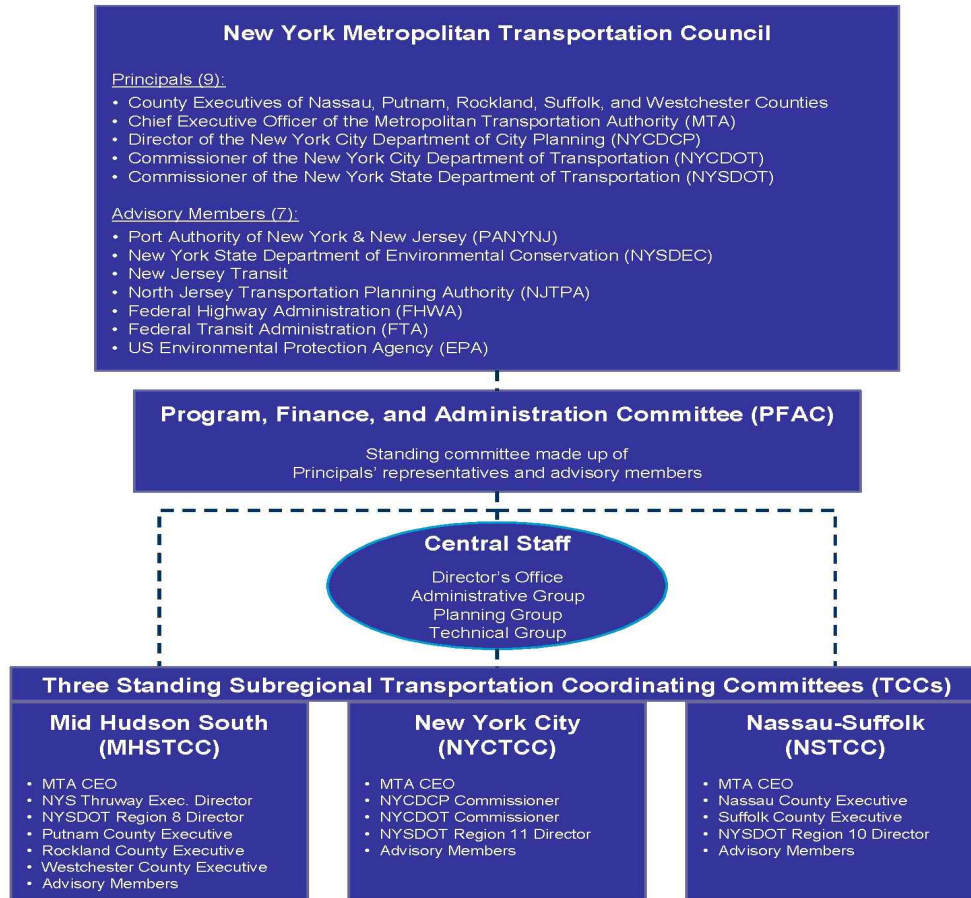 New York Metropolitan Transportation Council
Principals (9):
• County Executives of Nassau, Putnam, Rockland, Suffolk, and Westchester Counties
• Chief Executive Officer of the Metropolitan Transportation Authority (MTA)
• Director of the New York City Department of City Planning (NYCDCP)
• Commissioner of the New York City Department of Transportation (NYCDOT)
• Commissioner of the New York State Department of Transportation (NYSDOT)
Advisory Members (7):
• Port Authority of New York & New Jersey (PANYNJ)
• New York State Department of Environmental Conservation (NYSDEC)
• New Jersey Transit
• North Jersey Transportation Planning Authority (NJTPA)
• Federal Highway Administration (FHWA)
• Federal Transit Administration (FTA)
• US Environmental Protection Agency (EPA)
Program, Finance, and Administration Committee (PFAC)
Standing committee made up of
Principals' representatives and advisory members
Central Staff
Director's Office
Administrative Group
Planning Group
Technical Group
Three Standing Subregional Transportation Coordinating Committees (TCCs)
Mid Hudson South
(MHSTCC)
• MTA CEO
• NYS Thruway Exec. Director
• NYSDOT Region 8 Director
• Putnam County Executive
• Rockland County Executive
• Westchester County Executive
• Advisory Members
New York City
(NYCTCC)
• MTA CEO
• NYCDCP Commissioner
• NYCDOT Commissioner
• NYSDOT Region 11 Director
• Advisory Members
Nassau-Suffolk
(NSTCC)
• MTA CEO
• Nassau County Executive
• Suffolk County Executive
• NYSDOT Region 10 Director
• Advisory Members